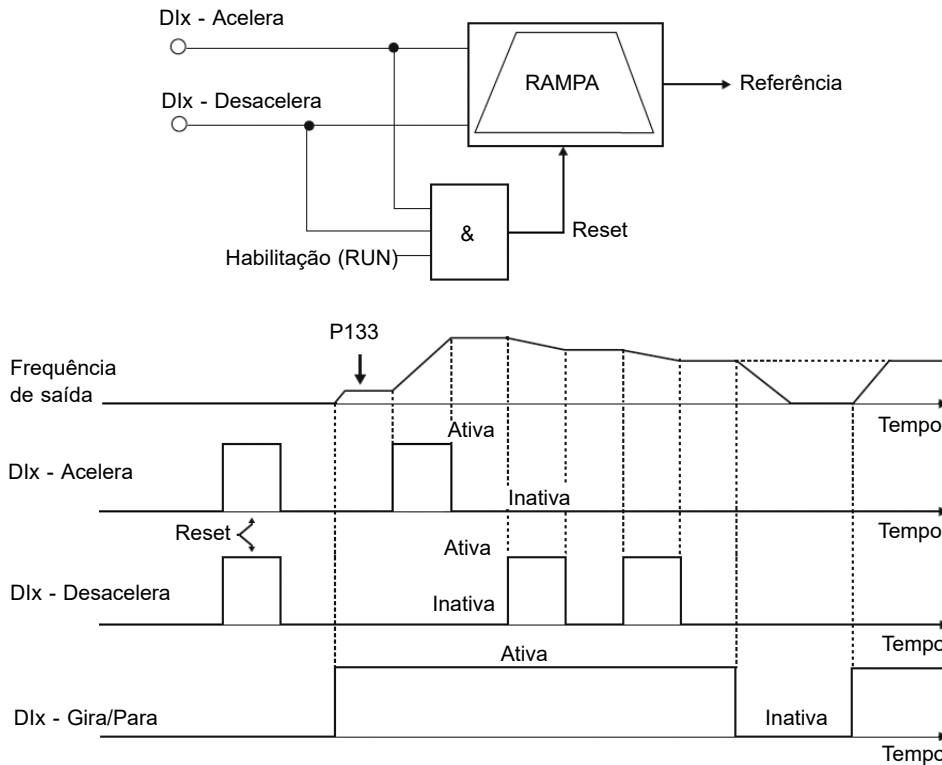 DIx - Acelera
DIx - Desacelera
RAMPA
Referência
&
Reset
Habilitação (RUN)
P133
Frequência
de saída
Tempo
Ativa
DIx - Acelera
Inativa
Tempo
Reset
Ativa
DIx - Desacelera
Inativa
Tempo
Ativa
DIx - Gira/Para
Inativa
Tempo